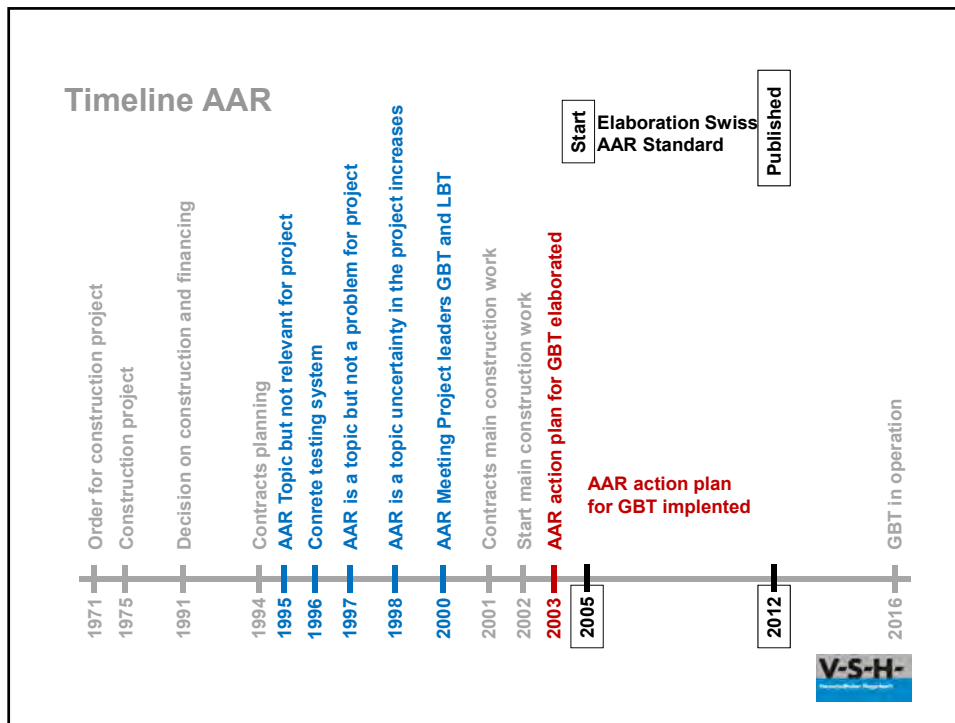 Timeline AAR
Order for construction project
Construction project
Decision on construction and financing
Contracts planning
AAR Topic but not relevant for project
Conrete testing system
AAR is a topic but not a problem for project
AAR is a topic uncertainty in the project increases
AAR Meeting Project leaders GBT and LBT
Contracts main construction work
Start main construction work
AAR action plan for GBT elaborated
Start
Elaboration Swiss
AAR Standard
Published
AAR action plan
for GBT implented
GBT in operation
1971
1975
1991
1994
1995
1996
1997
1998
2000
2001
2002
2003
2005
2012
2016
V-S-H-